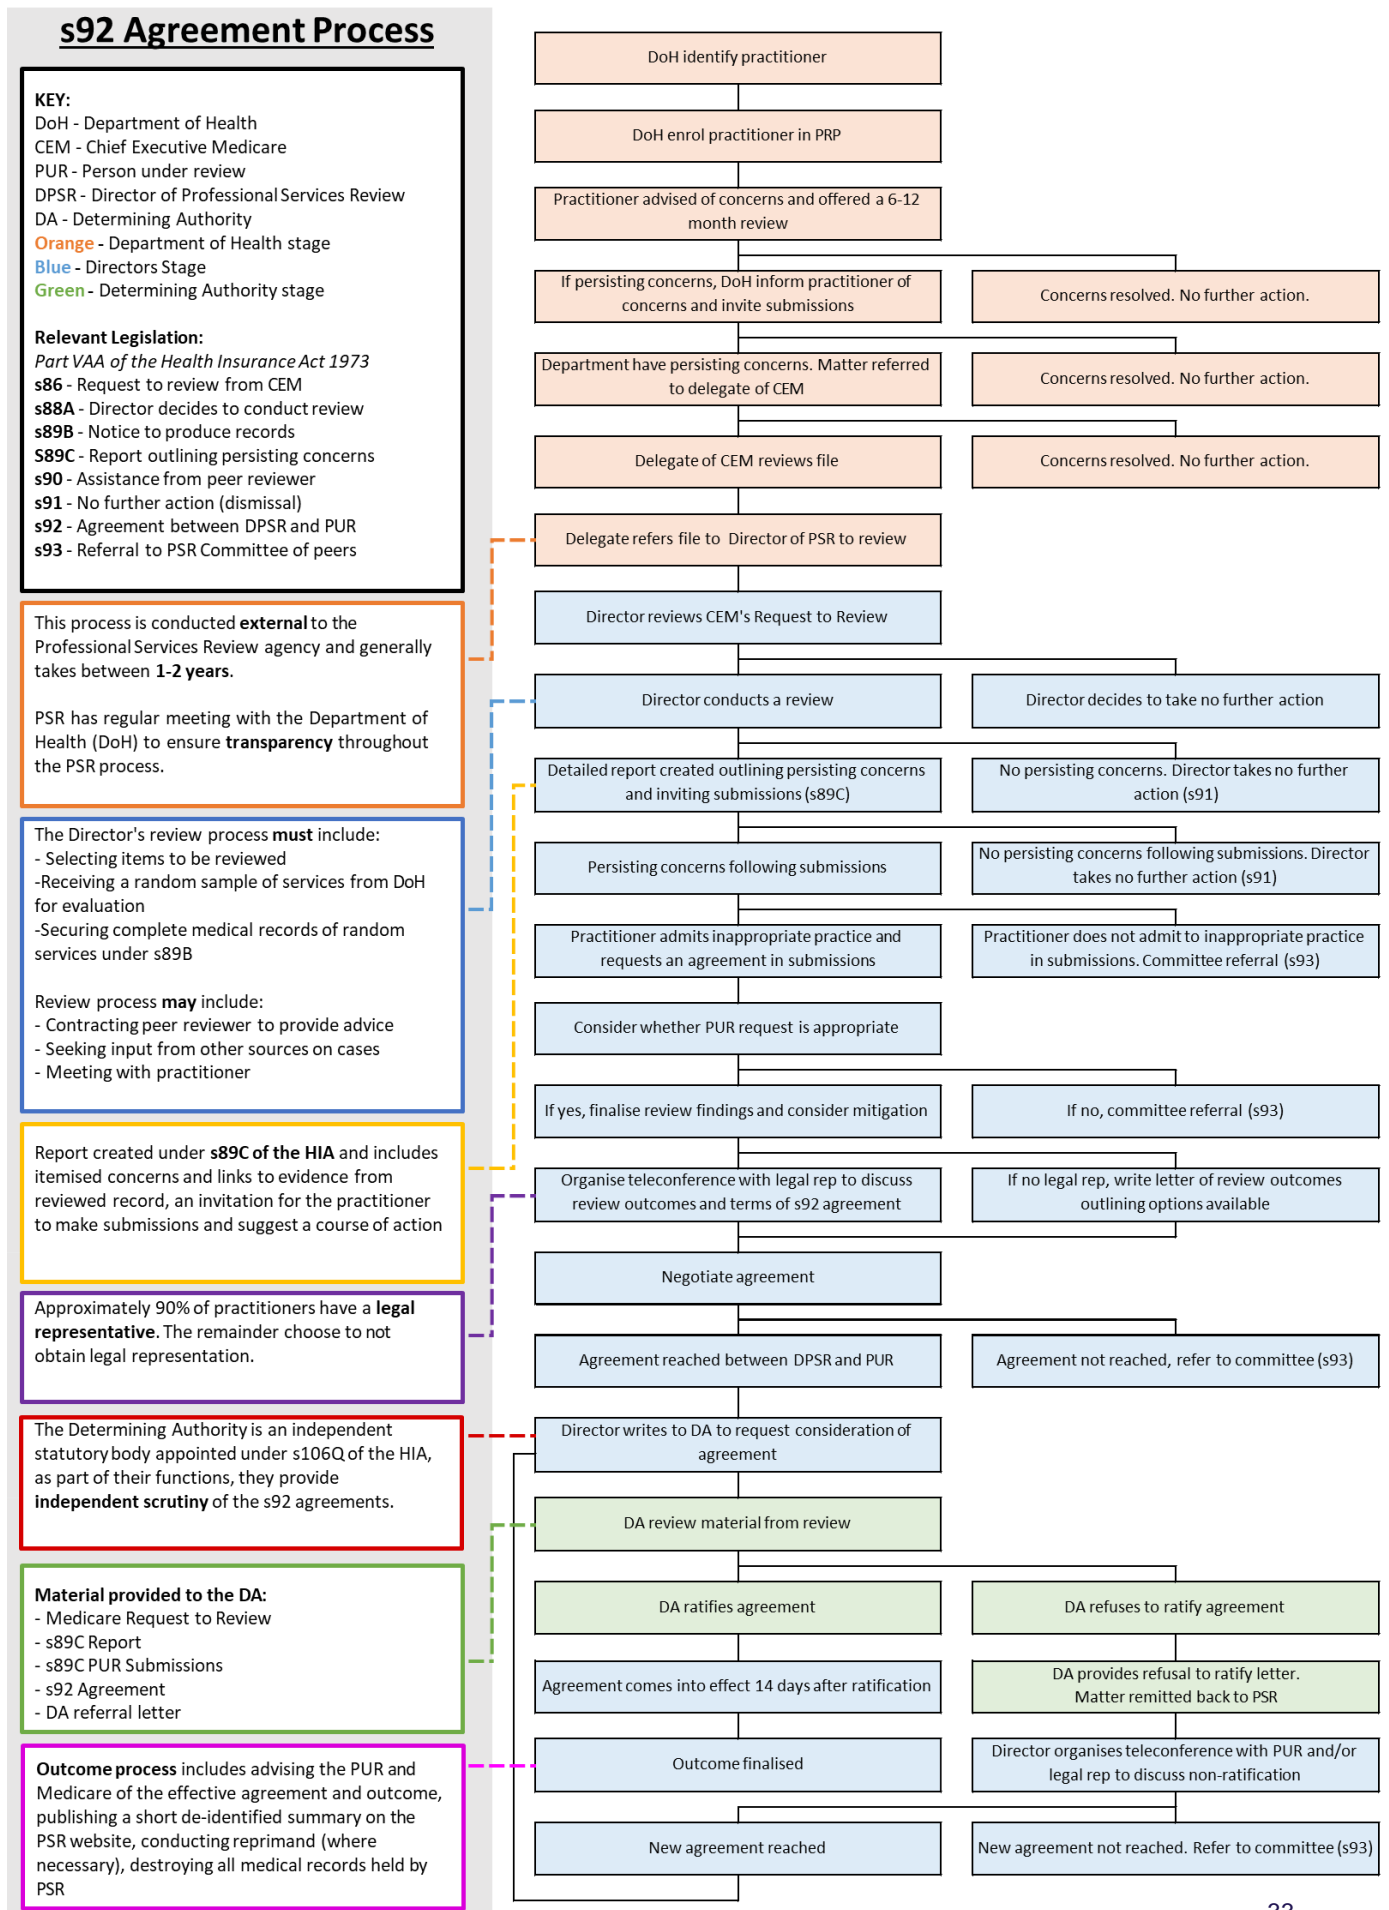 s92 Agreement Process
KEY:
DoH - Department of Health
CEM - Chief Executive Medicare
PUR - Person under review
DPSR - Director of Professional Services Review
DA - Determining Authority
Orange - Department of Health stage
Blue - Directors Stage
Green - Determining Authority stage
Relevant Legislation:
Part VAA of the Health Insurance Act 1973
s86 - Request to review from CEM
s88A - Director decides to conduct review
s89B - Notice to produce records
S89C - Report outlining persisting concerns
s90 - Assistance from peer reviewer
s91 - No further action (dismissal)
s92 - Agreement between DPSR and PUR
s93 - Referral to PSR Committee of peers
This process is conducted external to the
Professional Services Review agency and generally
takes between 1-2 years.
PSR has regular meeting with the Department of
Health (DoH) to ensure transparency throughout
the PSR process.
The Director's review process must include:
- Selecting items to be reviewed
-Receiving a random sample of services from DoH
for evaluation
-Securing complete medical records of random
services under s89B
Review process may include:
- Contracting peer reviewer to provide advice
- Seeking input from other sources on cases
- Meeting with practitioner
Report created under s89C of the HIA and includes
itemised concerns and links to evidence from
reviewed record, an invitation for the practitioner
to make submissions and suggest a course of action
Approximately 90% of practitioners have a legal
representative. The remainder choose to not
obtain legal representation.
The Determining Authority is an independent
statutory body appointed under s106Q of the HIA,
as part of their functions, they provide
independent scrutiny of the s92 agreements.
Material provided to the DA:
- Medicare Request to Review
- s89C Report
- s89C PUR Submissions
- s92 Agreement
- DA referral letter
Outcome process includes advising the PUR and
Medicare of the effective agreement and outcome,
publishing a short de-identified summary on the
PSR website, conducting reprimand (where
necessary), destroying all medical records held by
PSR
DoH identify practitioner
DoH enrol practitioner in PRP
Practitioner advised of concerns and offered a 6-12
month review
If persisting concerns, DoH inform practitioner of
concerns and invite submissions
Concerns resolved. No further action.
Department have persisting concerns. Matter referred
to delegate of CEM
Concerns resolved. No further action.
Delegate of CEM reviews file
Concerns resolved. No further action.
Delegate refers file to Director of PSR to review
Director reviews CEM's Request to Review
Director conducts a review
Director decides to take no further action
Detailed report created outlining persisting concerns
and inviting submissions (s89C)
No persisting concerns. Director takes no further
action (s91)
Persisting concerns following submissions
No persisting concerns following submissions. Director
takes no further action (s91)
Practitioner admits inappropriate practice and
requests an agreement in submissions
Practitioner does not admit to inappropriate practice
in submissions. Committee referral (s93)
Consider whether PUR request is appropriate
If yes, finalise review findings and consider mitigation
If no, committee referral (s93)
Organise teleconference with legal rep to discuss
review outcomes and terms of s92 agreement
If no legal rep, write letter of review outcomes
outlining options available
Negotiate agreement
Agreement reached between DPSR and PUR
Agreement not reached, refer to committee (s93)
Director writes to DA to request consideration of
agreement
DA review material from review
DA ratifies agreement
DA refuses to ratify agreement
Agreement comes into effect 14 days after ratification
DA provides refusal to ratify letter.
Matter remitted back to PSR
Outcome finalised
Director organises teleconference with PUR and/or
legal rep to discuss non-ratification
New agreement reached
New agreement not reached. Refer to committee (s93)